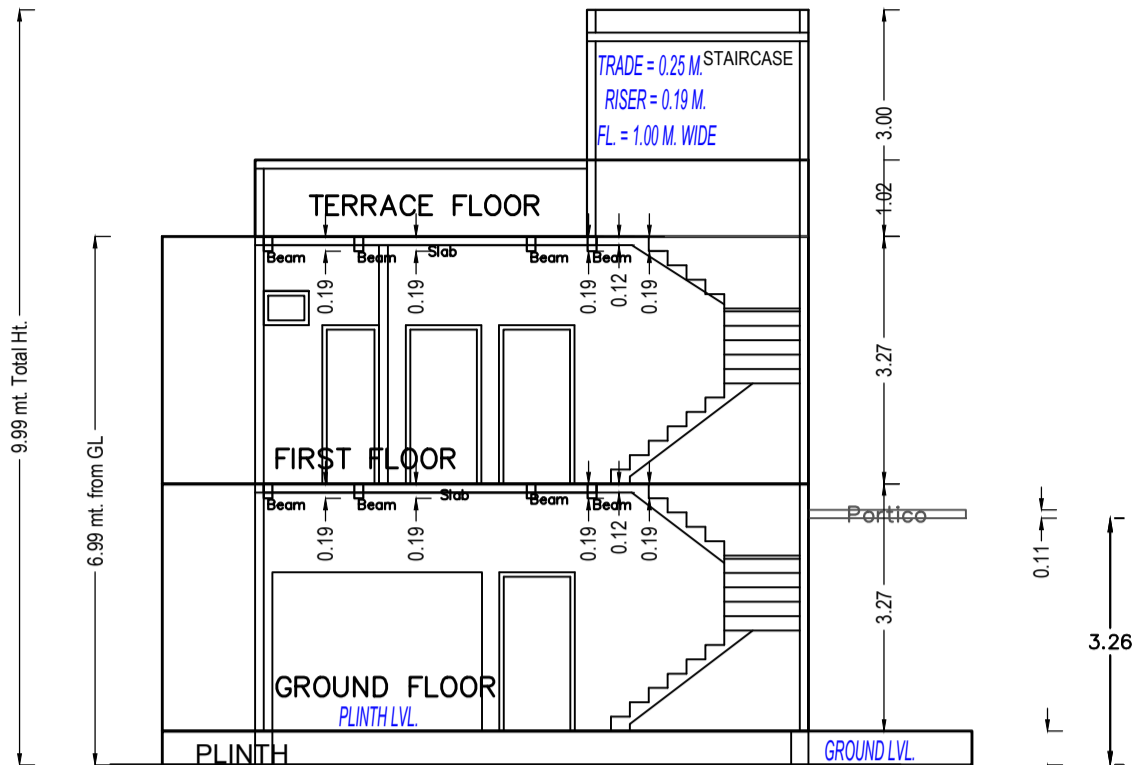 TRADE = 0.25 M.
STAIRCASE
RISER = 0.19 M.
FL. = 1.00 M. WIDE
3.00
1.02
TERRACE FLOOR
Beam
Beam
Slab
Beam
Beam
0.19
0.19
0.19
0.12
0.19
9.99 mt. Total Ht.
3.27
FIRST FLOOR
6.99 mt. from GL
Beam
Beam
Slab
Beam
Beam
Portico
0.19
0.19
0.19
0.12
0.19
0.11
3.27
3.26
GROUND FLOOR
PLINTH LVL.
PLINTH
GROUND LVL.